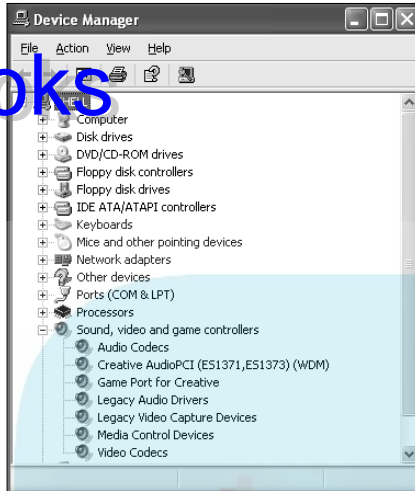 Device Manager
File Action View Help
oks
Computer
Disk drives
DVD/CD-ROM drives
Floppy disk controllers
Floppy disk drives
IDE ATA/ATAPI controllers
Keyboards
Mice and other pointing devices
Network adapters
Other devices
Ports (COM & LPT)
Processors
Sound, video and game controllers
Audio Codecs
Creative AudioPCI (ES1371,ES1373) (WDM)
Game Port for Creative
Legacy Audio Drivers
Legacy Video Capture Devices
Media Control Devices
Video Codecs